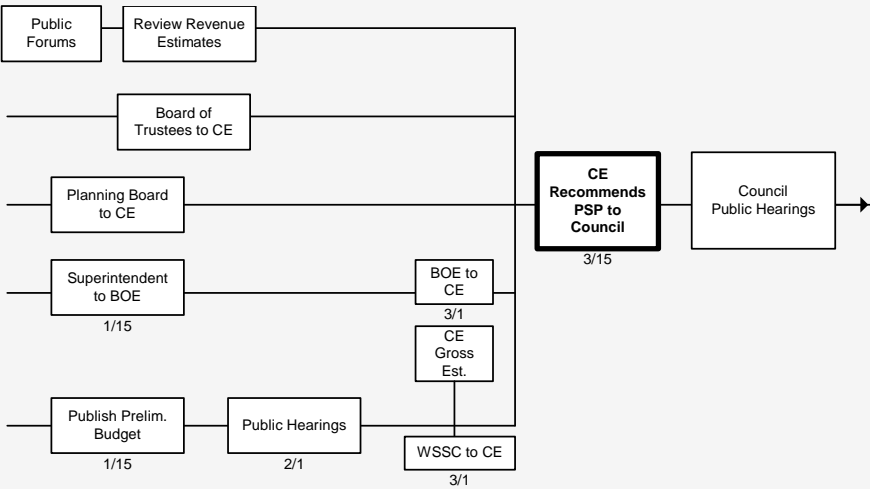 Public
Forums
Review Revenue
Estimates
Board of
Trustees to CE
Planning Board
to CE
CE
Recommends
PSP to
Council
3/15
Council
Public Hearings
Superintendent
to BOE
1/15
BOE to
CE
3/1
CE
Gross
Est.
Publish Prelim.
Budget
1/15
Public Hearings
2/1
WSSC to CE
3/1